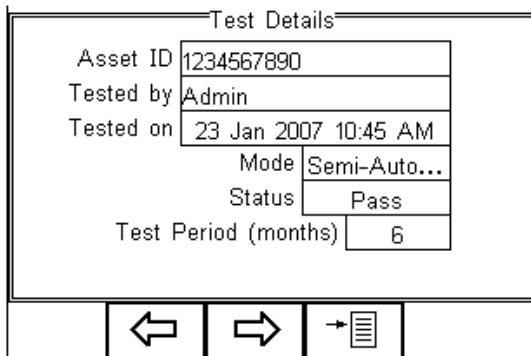 Test Details
Asset ID 1234567890
Tested by Admin
Tested on 23 Jan 2007 10:45 AM
Mode Semi-Auto...
Status Pass
Test Period (months) 6